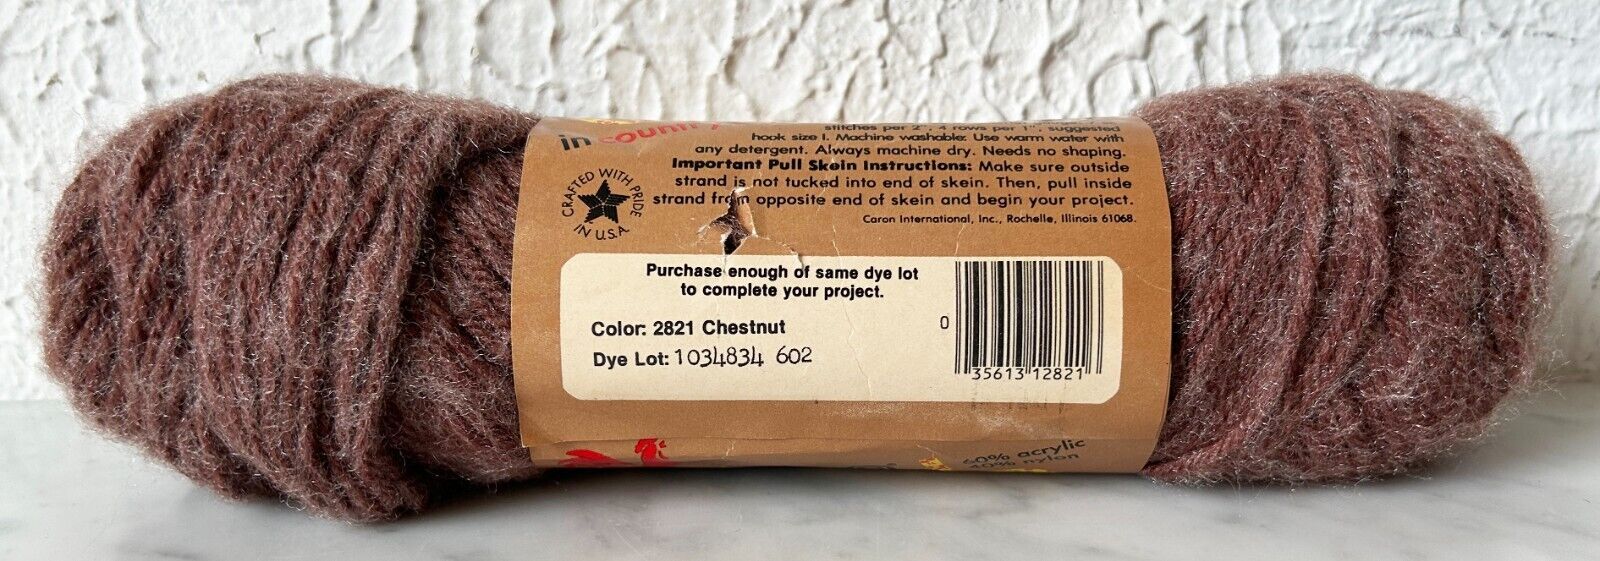 in country
stitches per 2", 4 rows per 1", suggested
hook size I. Machine washable: Use warm water with
any detergent. Always machine dry. Needs no shaping.
Important Pull Skein Instructions: Make sure outside
strand is not tucked into end of skein. Then, pull inside
strand from opposite end of skein and begin your project.
Caron International, Inc., Rochelle, Illinois 61068.
CRAFTED WITH PRIDE
IN U.S.A.
Purchase enough of same dye lot
to complete your project.
Color: 2821 Chestnut
Dye Lot: 1034834 602
0
35613 12821
60% acrylic
40% nylon